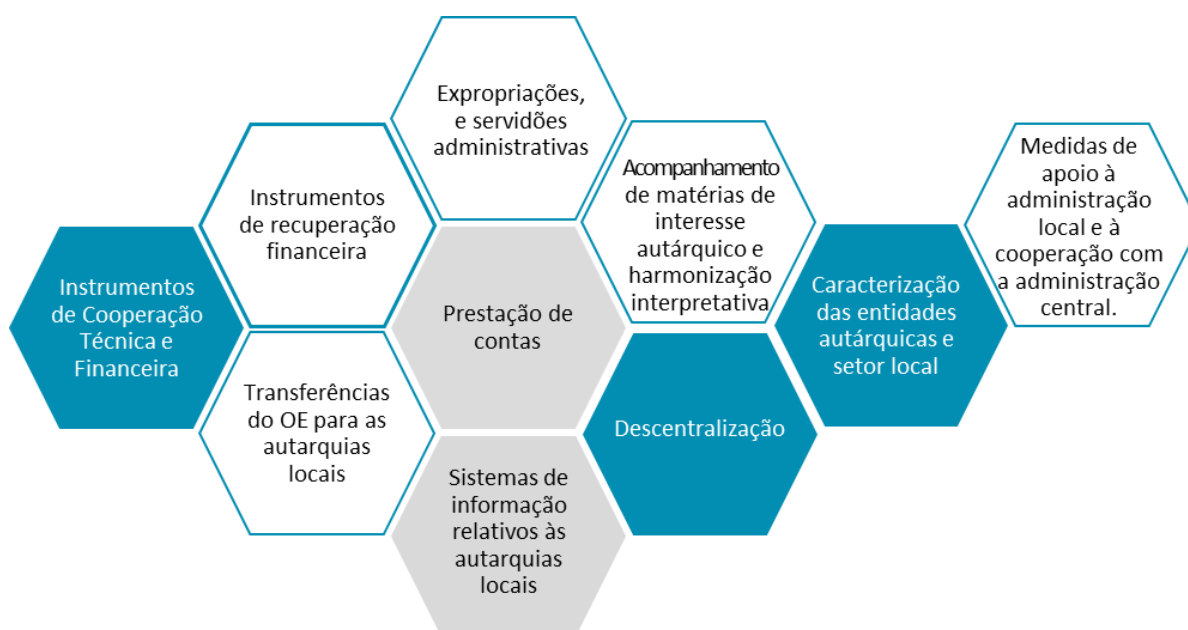 Expropriações,
e servidões
administrativas
Instrumentos
de recuperação
financeira
Acompanhamento
de matérias de
interesse
autárquico e
harmonização
interpretativa
Medidas de
apoio à
administração
local e à
cooperação com
a administração
central.
Instrumentos
de Cooperação
Técnica e
Financeira
Prestação de
contas
Caracterização
das entidades
autárquicas e
setor local
Transferências
do OE para as
autarquias
locais
Descentralização
Sistemas de
informação
relativos às
autarquias
locais